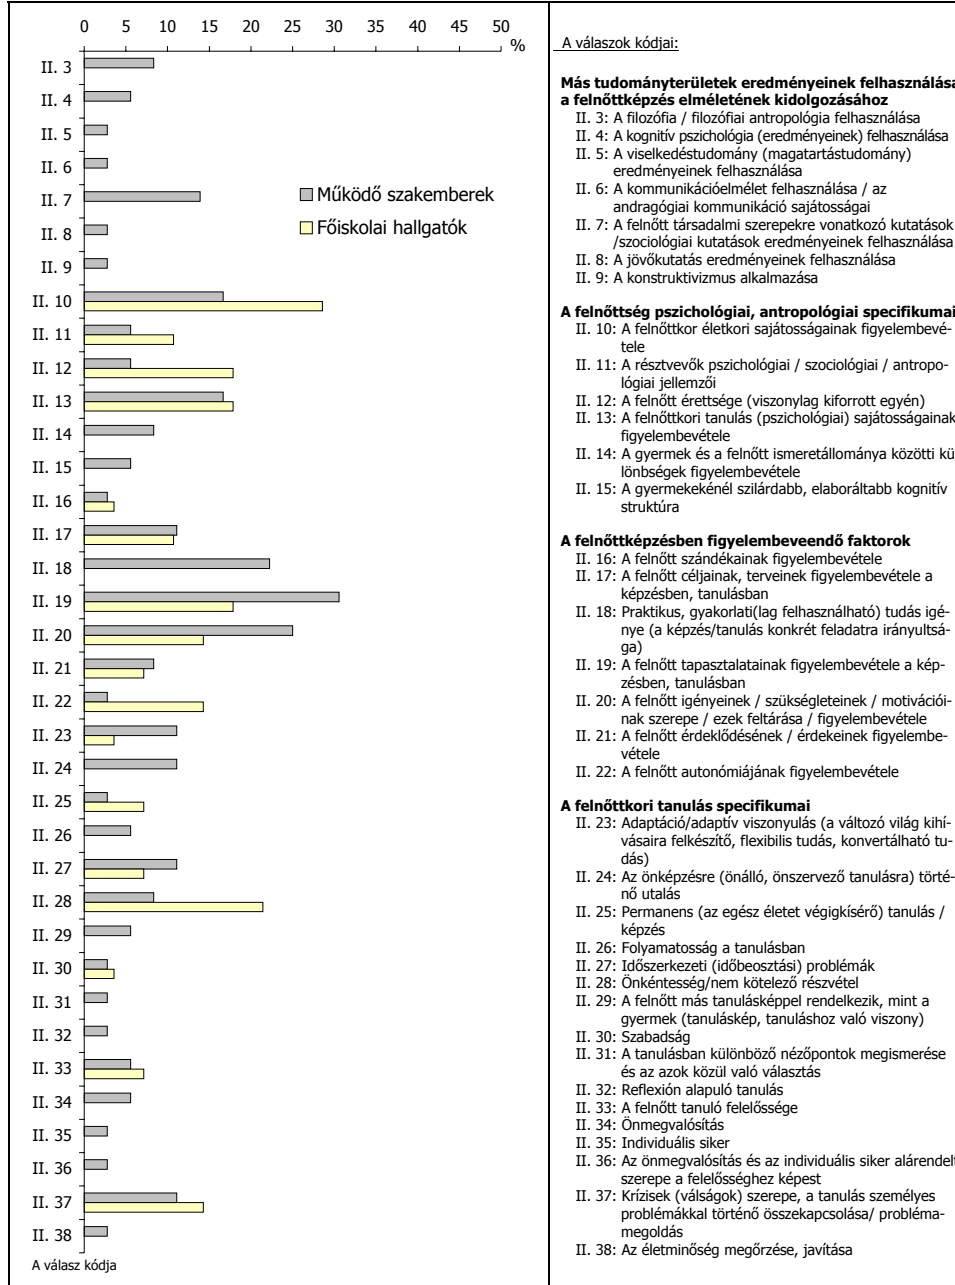 0 5 10 15 20 25 30 35 40 45 50
%
II. 3
II. 4
II. 5
II. 6
II. 7
II. 8
II. 9
II. 10
II. 11
II. 12
II. 13
II. 14
II. 15
II. 16
II. 17
II. 18
II. 19
II. 20
II. 21
II. 22
II. 23
II. 24
II. 25
II. 26
II. 27
II. 28
II. 29
II. 30
II. 31
II. 32
II. 33
II. 34
II. 35
II. 36
II. 37
II. 38
A válasz kódja
Működő szakemberek
Főiskolai hallgatók
A válaszok kódjai:
Más tudományterületek eredményeinek felhasználása
a felnőttképzés elméletének kidolgozásához
II. 3: A filozófia / filozófiai antropológia felhasználása
II. 4: A kognitív pszichológia (eredményeinek) felhasználása
II. 5: A viselkedéstudomány (magatartástudomány)
eredményeinek felhasználása
II. 6: A kommunikációelmélet felhasználása / az
andragógiai kommunikáció sajátosságai
II. 7: A felnőtt társadalmi szerepekre vonatkozó kutatások
/szociológiai kutatások eredményeinek felhasználása
II. 8: A jövőkutatás eredményeinek felhasználása
II. 9: A konstruktivizmus alkalmazása
A felnőttség pszichológiai, antropológiai specifikumai
II. 10: A felnőttkor életkori sajátosságainak figyelembevé-
tele
II. 11: A résztvevők pszichológiai / szociológiai / antropo-
lógiai jellemzői
II. 12: A felnőtt érettsége (viszonylag kiforrott egyén)
II. 13: A felnőttkori tanulás (pszichológiai) sajátosságainak
figyelembevétele
II. 14: A gyermek és a felnőtt ismeretállománya közötti kü
lönbségek figyelembevétele
II. 15: A gyermekekénél szilárdabb, elaboráltabb kognitív
struktúra
A felnőttképzésben figyelembeveendő faktorok
II. 16: A felnőtt szándékainak figyelembevétele
II. 17: A felnőtt céljainak, terveinek figyelembevétele a
képzésben, tanulásban
II. 18: Praktikus, gyakorlati(lag felhasználható) tudás igé-
nye (a képzés/tanulás konkrét feladatra irányultsá-
ga)
II. 19: A felnőtt tapasztalatainak figyelembevétele a kép-
zésben, tanulásban
II. 20: A felnőtt igényeinek / szükségleteinek / motivációi-
nak szerepe / ezek feltárása / figyelembevétele
II. 21: A felnőtt érdeklődésének / érdekeinek figyelembe-
vétele
II. 22: A felnőtt autonómiájának figyelembevétele
A felnőttkori tanulás specifikumai
II. 23: Adaptáció/adaptív viszonyulás (a változó világ kihí-
vásaira felkészítő, flexibilis tudás, konvertálható tu-
dás)
II. 24: Az önképzésre (önálló, önszervező tanulásra) törté-
nő utalás
II. 25: Permanens (az egész életet végigkísérő) tanulás /
képzés
II. 26: Folyamatosság a tanulásban
II. 27: Időszerkezeti (időbeosztási) problémák
II. 28: Önkéntesség/nem kötelező részvétel
II. 29: A felnőtt más tanulásképpel rendelkezik, mint a
gyermek (tanuláskép, tanuláshoz való viszony)
II. 30: Szabadság
II. 31: A tanulásban különböző nézőpontok megismerése
és az azok közül való választás
II. 32: Reflexión alapuló tanulás
II. 33: A felnőtt tanuló felelőssége
II. 34: Önmegvalósítás
II. 35: Individuális siker
II. 36: Az önmegvalósítás és az individuális siker alárendelt
szerepe a felelősséghez képest
II. 37: Krízisek (válságok) szerepe, a tanulás személyes
problémákkal történő összekapcsolása/ probléma-
megoldás
II. 38: Az életminőség megőrzése, javítása